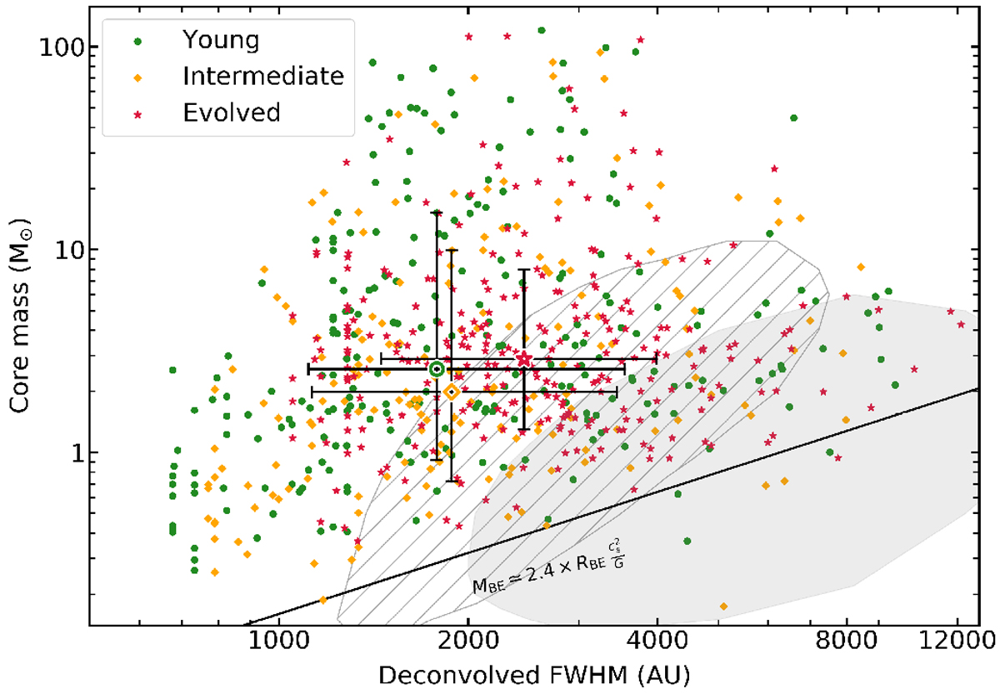 Young
Intermediate
Evolved
100
10
1
Core mass (M⊙)
M_BE ≃ 2.4 × R_BE c_s^2/G
1000 2000 4000 8000 12000
Deconvolved FWHM (AU)